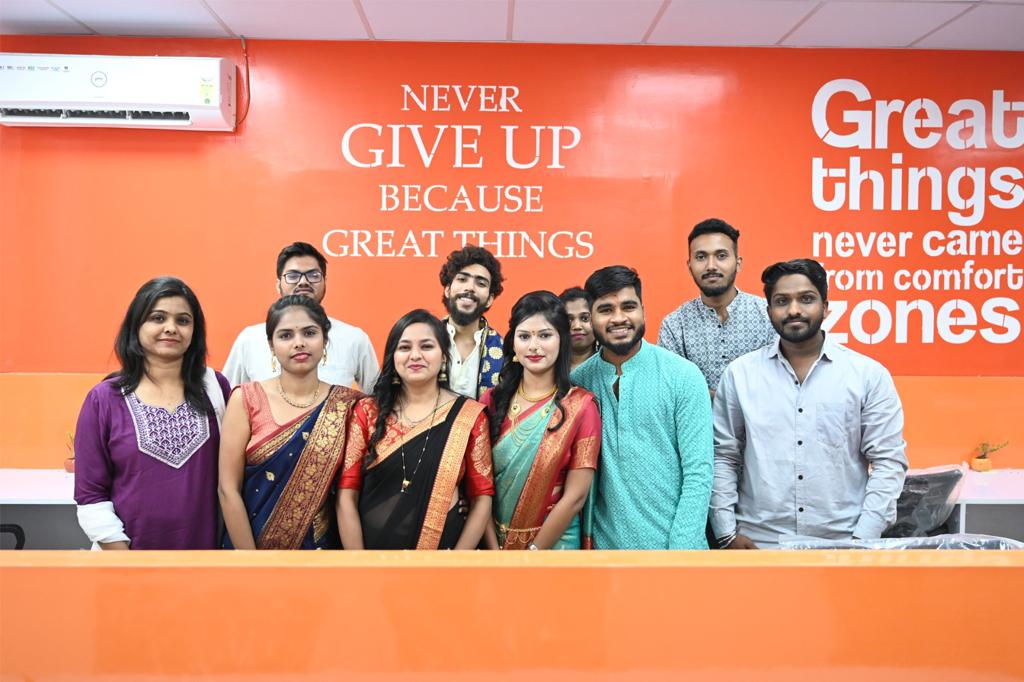 NEVER
GIVE UP
BECAUSE
GREAT THINGS
Great
things
never came
from comfort
zones